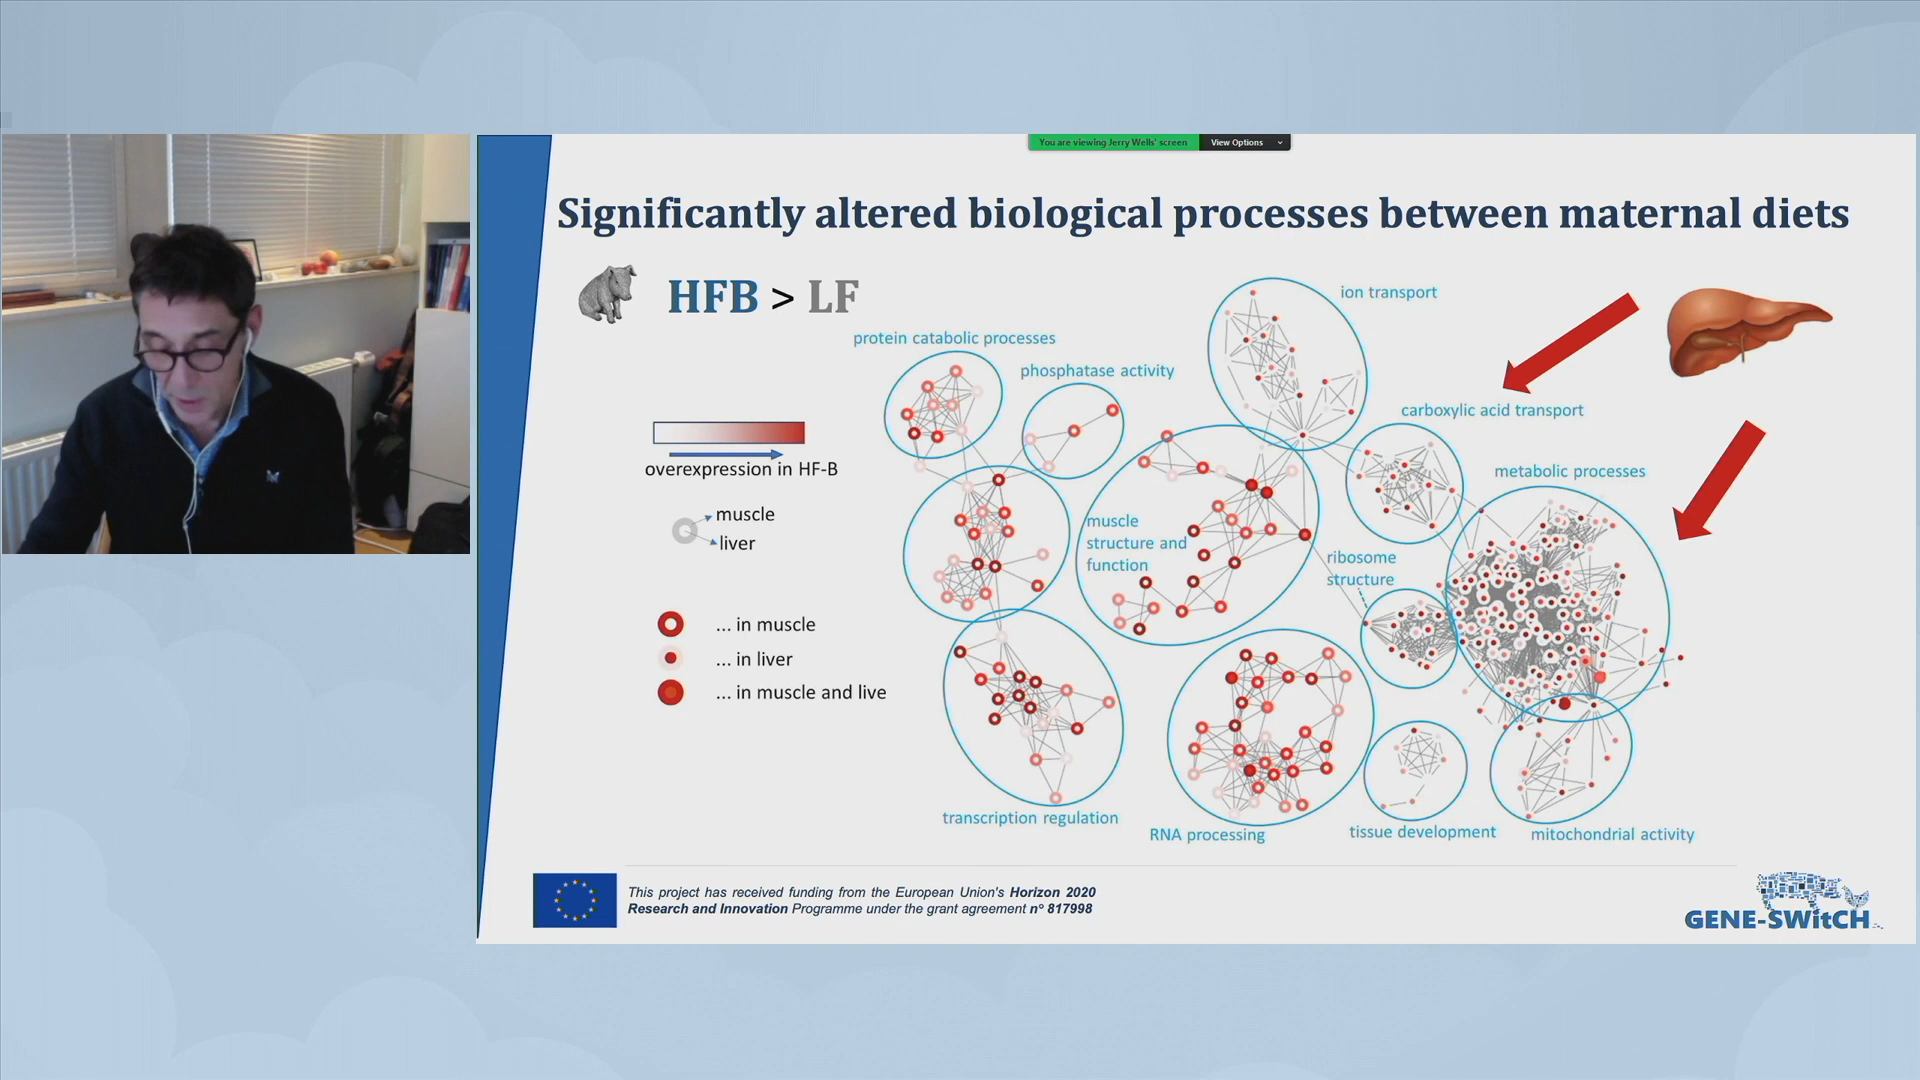 You are viewing Jerry Wells' screen
View Options
Significantly altered biological processes between maternal diets
HFB > LF
ion transport
protein catabolic processes
phosphatase activity
carboxylic acid transport
overexpression in HF-B
metabolic processes
muscle
liver
muscle
structure and
function
ribosome
structure
... in muscle
... in liver
... in muscle and live
transcription regulation
RNA processing
tissue development
mitochondrial activity
This project has received funding from the European Union's Horizon 2020
Research and Innovation Programme under the grant agreement nº 817998
GENE-SWitCH